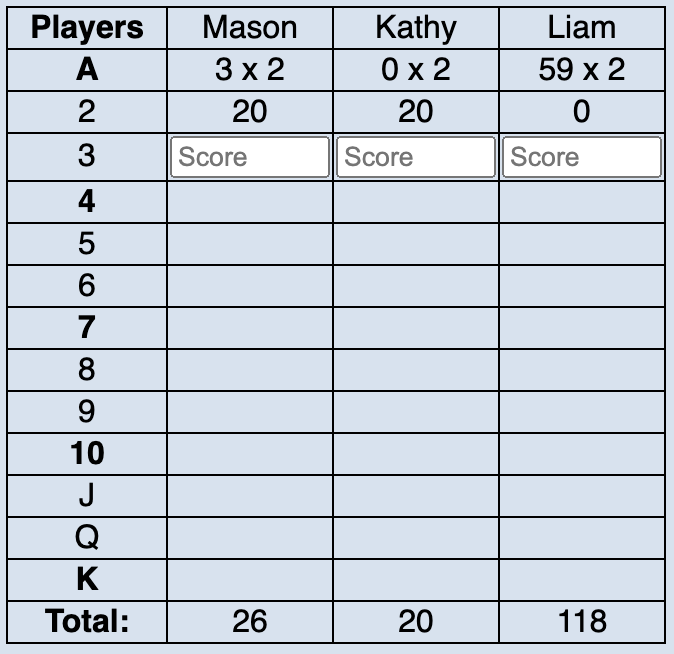 Players Mason Kathy Liam
A 3 x 2 0 x 2 59 x 2
2 20 20 0
3 Score Score Score
4
5
6
7
8
9
10
J
Q
K
Total: 26 20 118